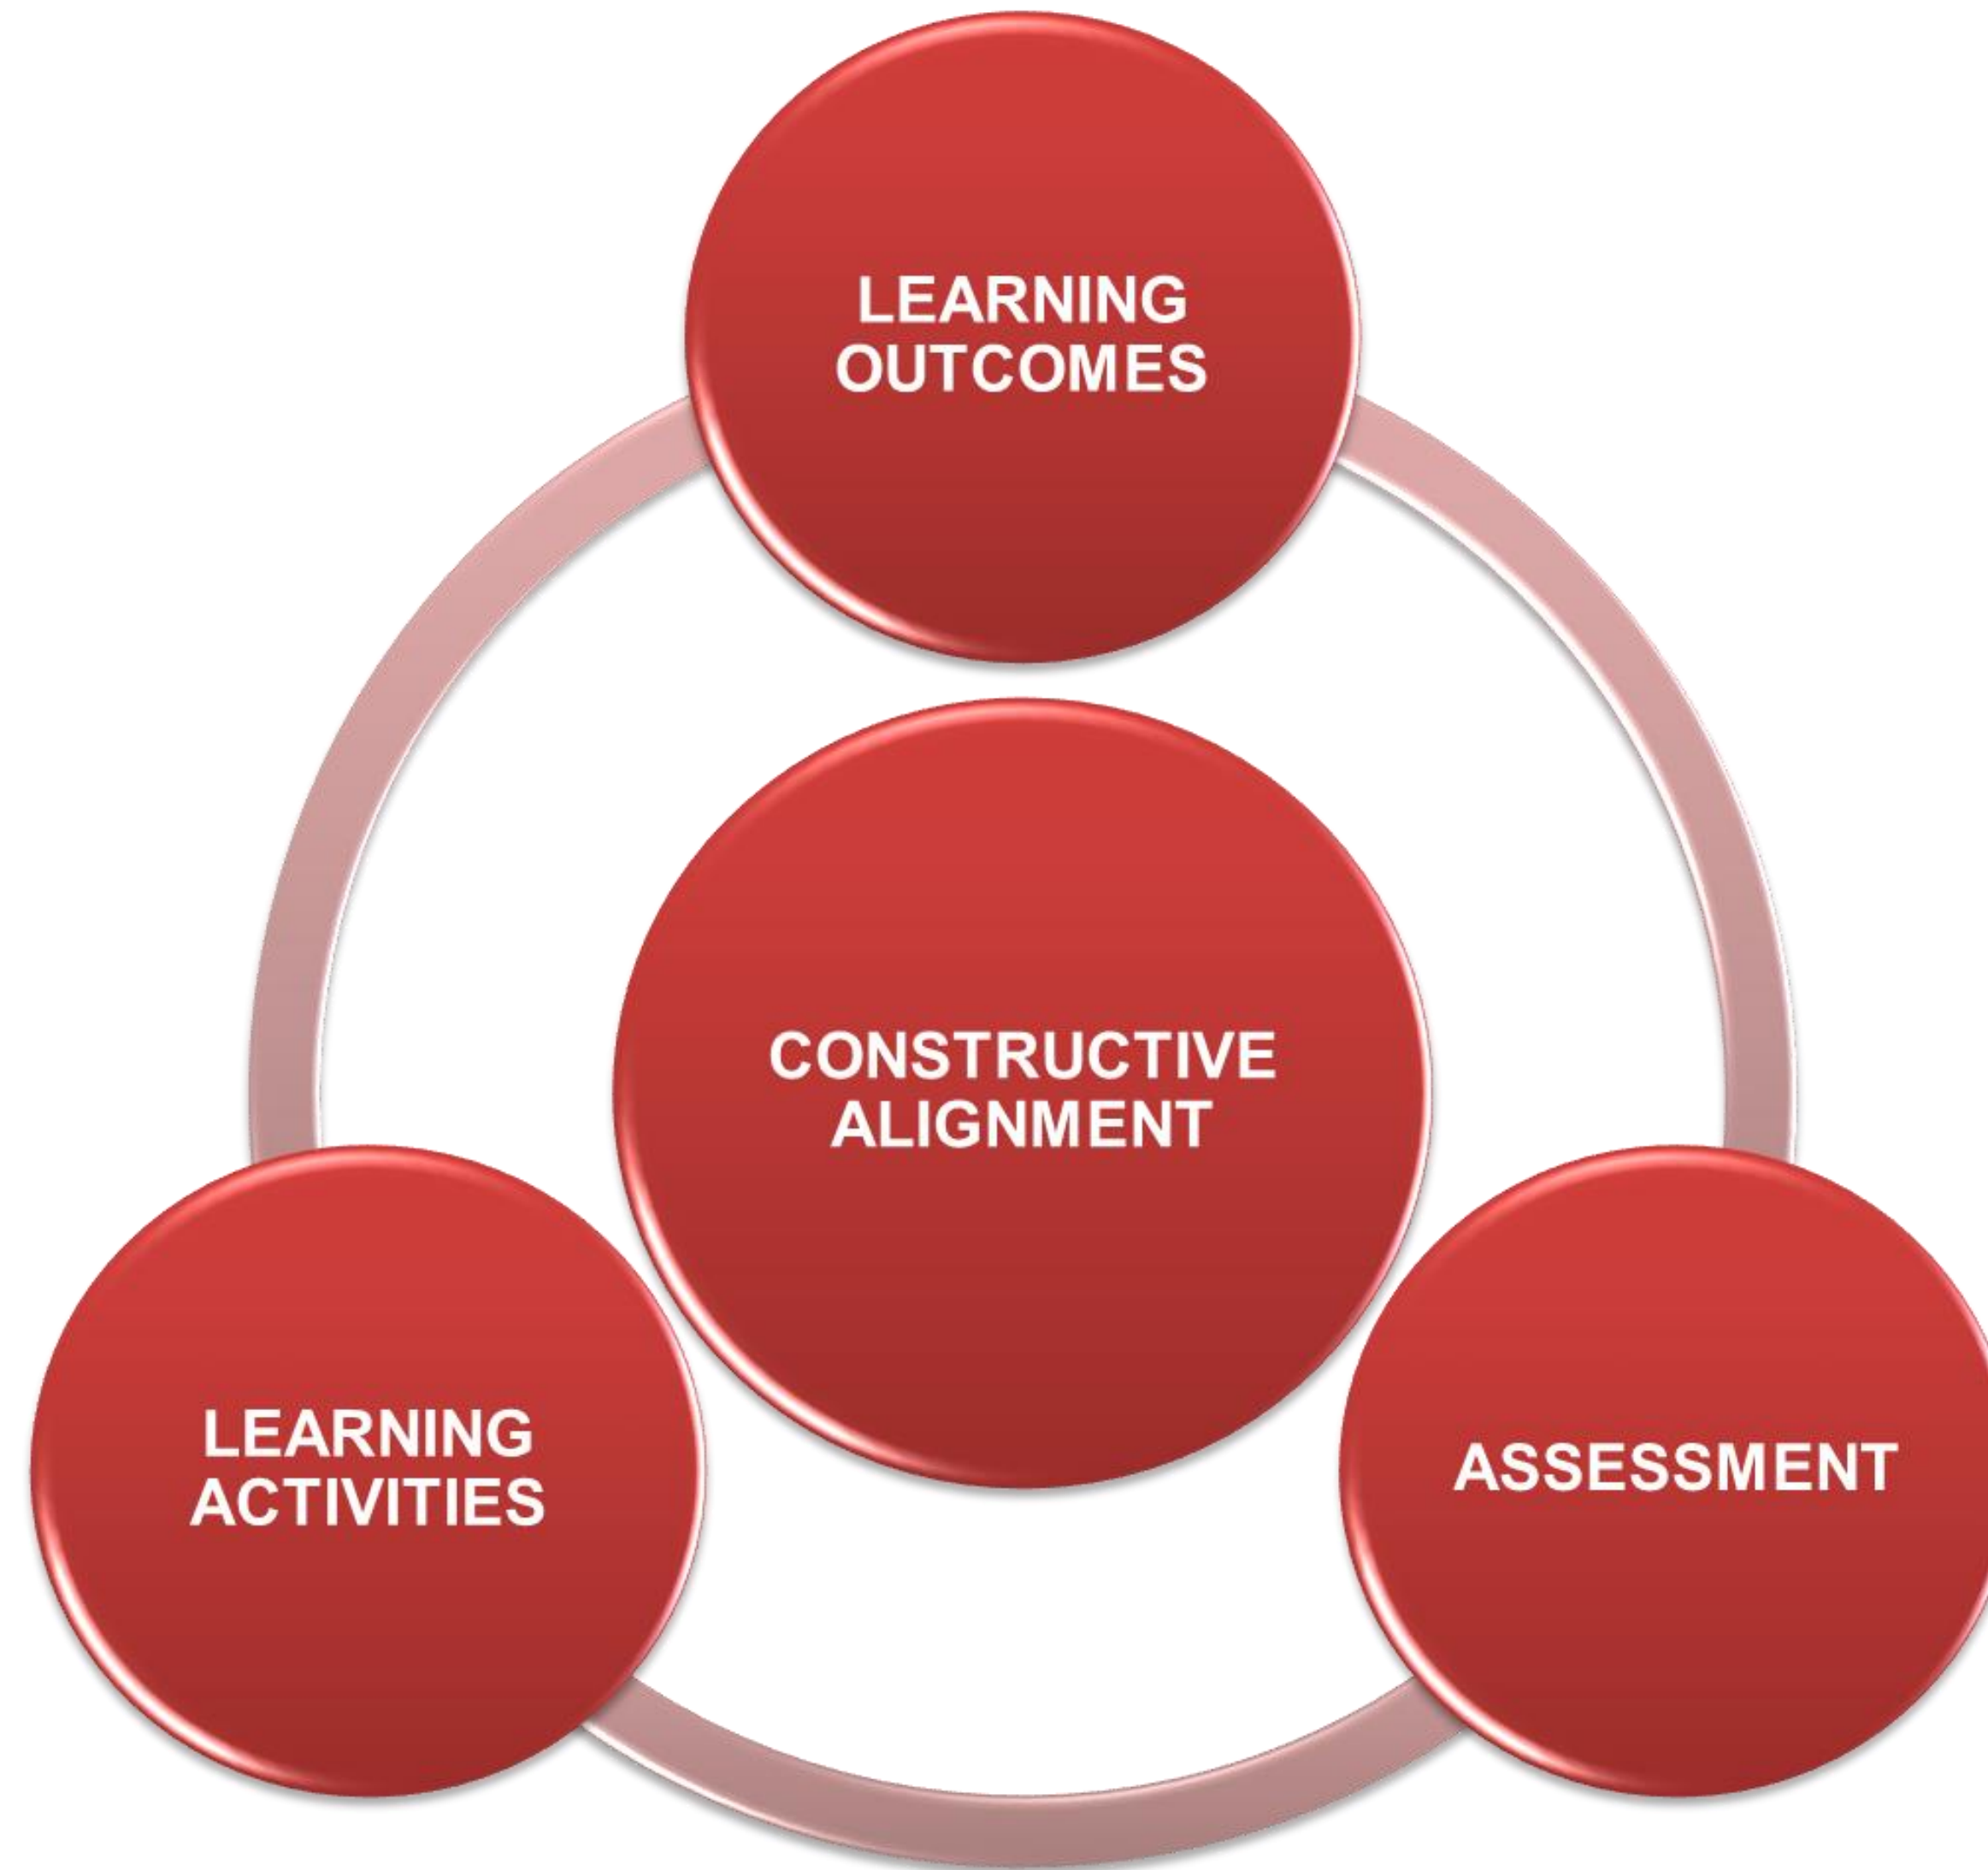 LEARNING
OUTCOMES
CONSTRUCTIVE
ALIGNMENT
LEARNING
ACTIVITIES
ASSESSMENT